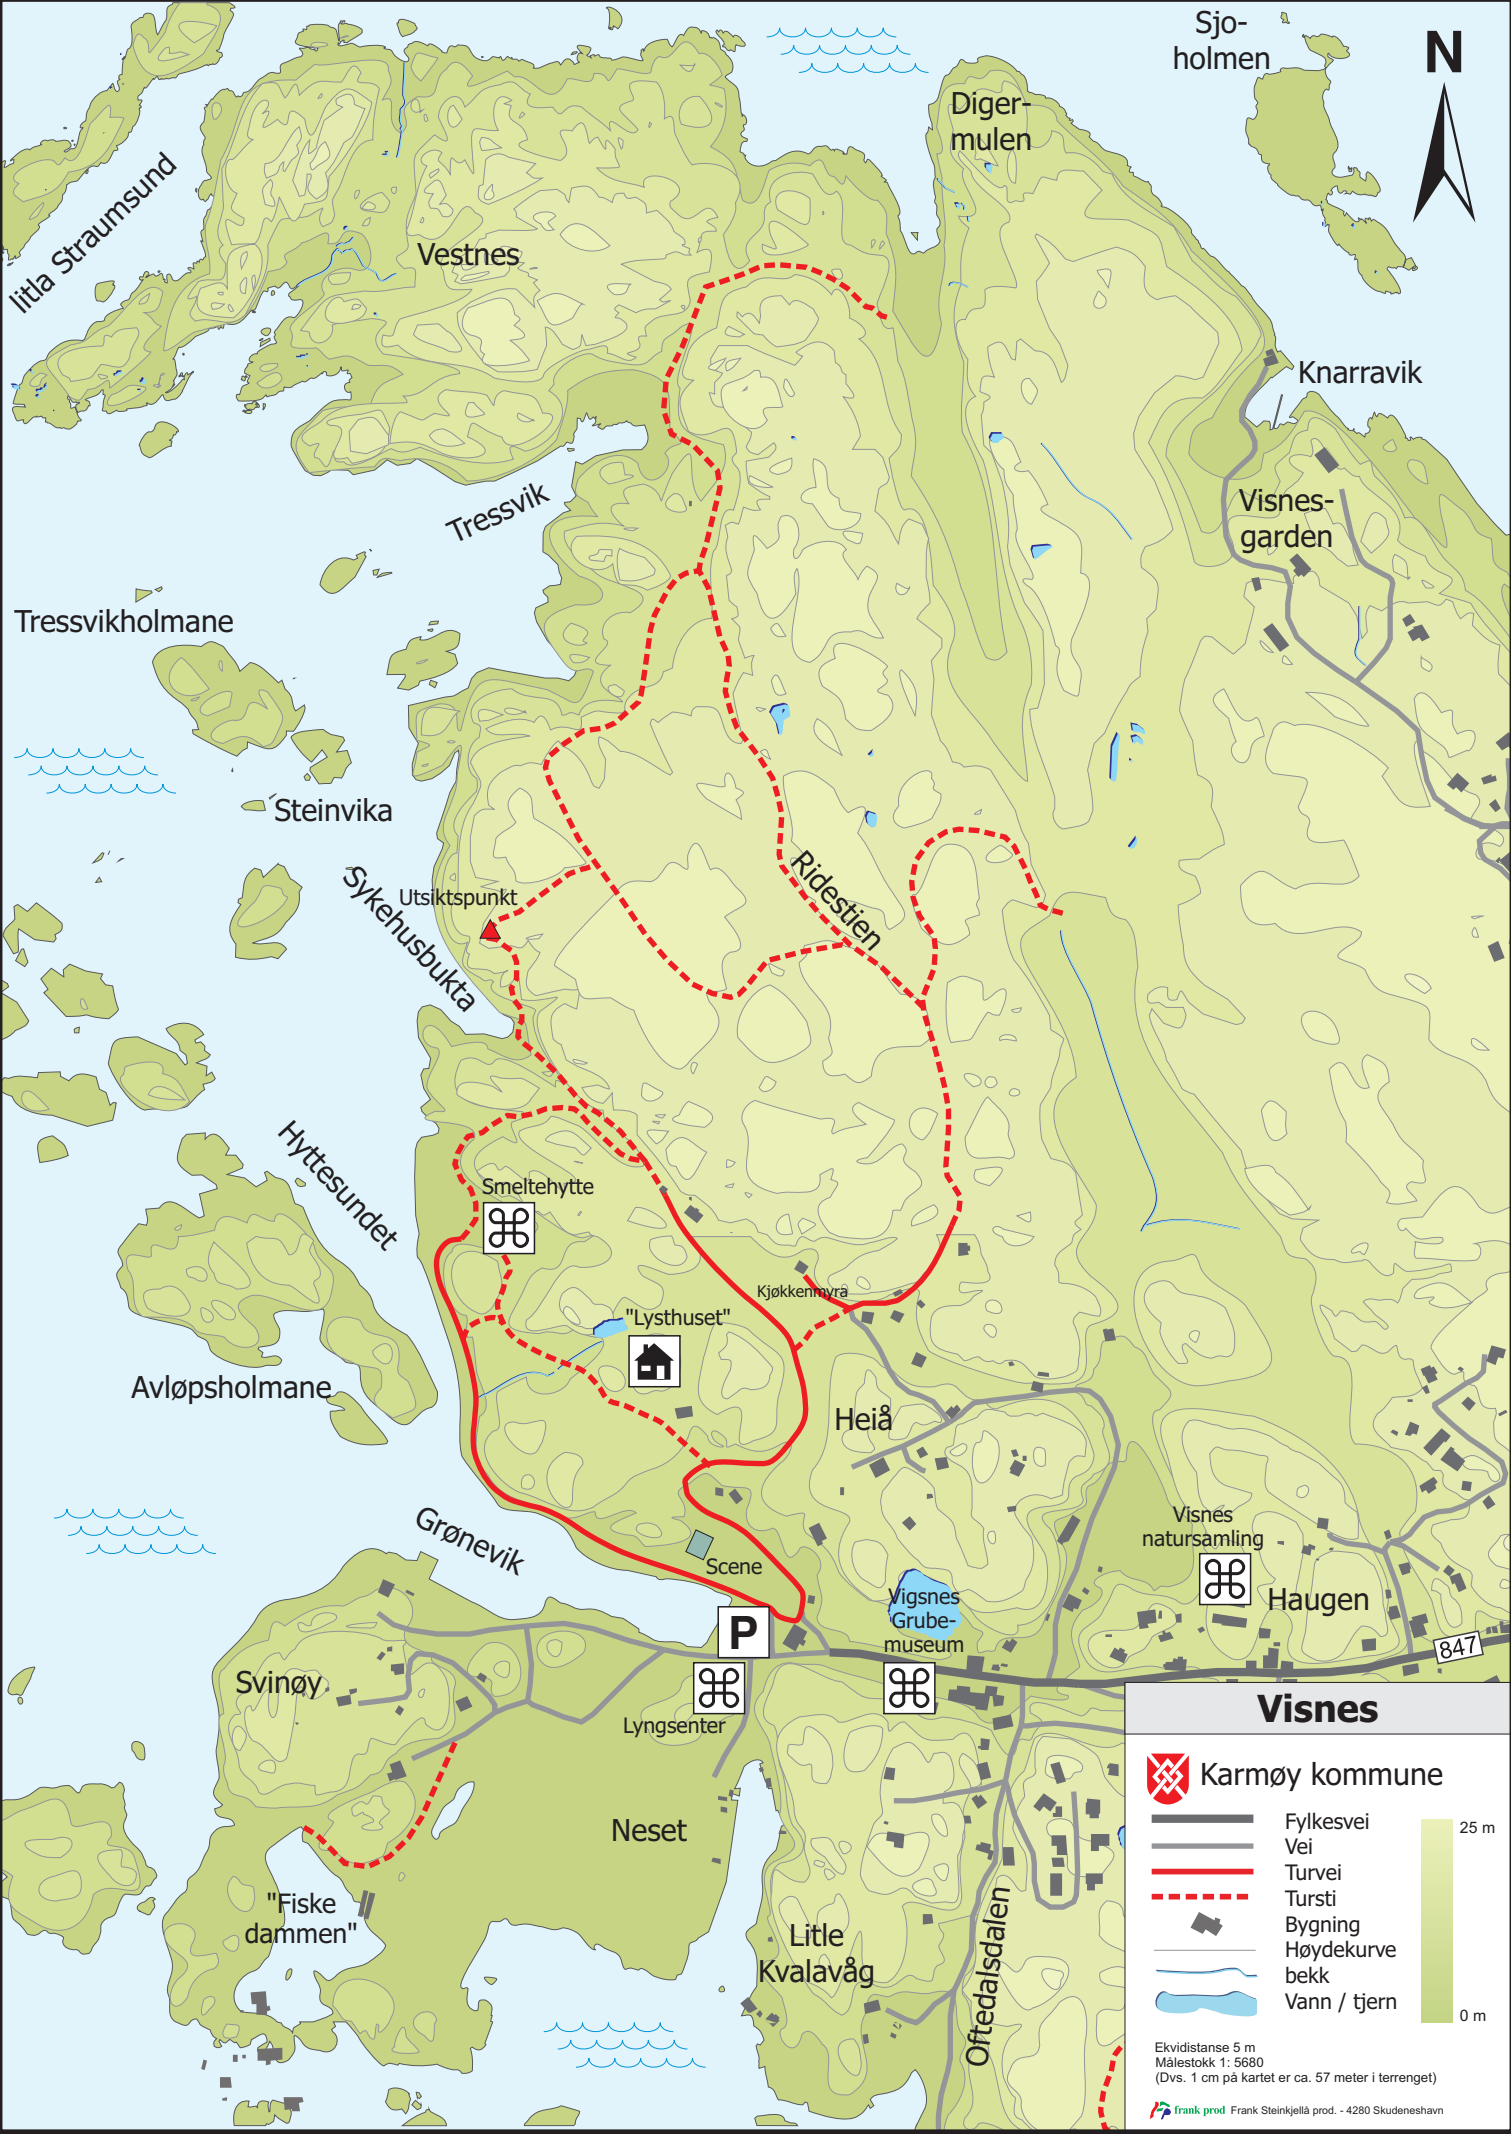 Sjo-
holmen
N
Diger-
mulen
litla Straumsund
Vestnes
Knarravik
Tressvik
Visnes-
garden
Tressvikholmane
Steinvika
Sykehusbukta
Utsiktspunkt
Ridestien
Hyttesundet
Smeltehytte
Kjøkkenmyra
"Lysthuset"
Avløpsholmane
Heiå
Grønevik
Scene
Visnes
natursamling
Haugen
Vigsnes
Grube-
museum
P
847
Svinøy
Lyngsenter
Neset
"Fiske
dammen"
Litle
Kvalavåg
Oftedalsdalen
Visnes
Karmøy kommune
Fylkesvei
Vei
Turvei
Tursti
Bygning
Høydekurve
bekk
Vann / tjern
25 m
0 m
Ekvidistanse 5 m
Målestokk 1: 5680
(Dvs. 1 cm på kartet er ca. 57 meter i terrenget)
frank prod Frank Steinkjellå prod. - 4280 Skudeneshavn